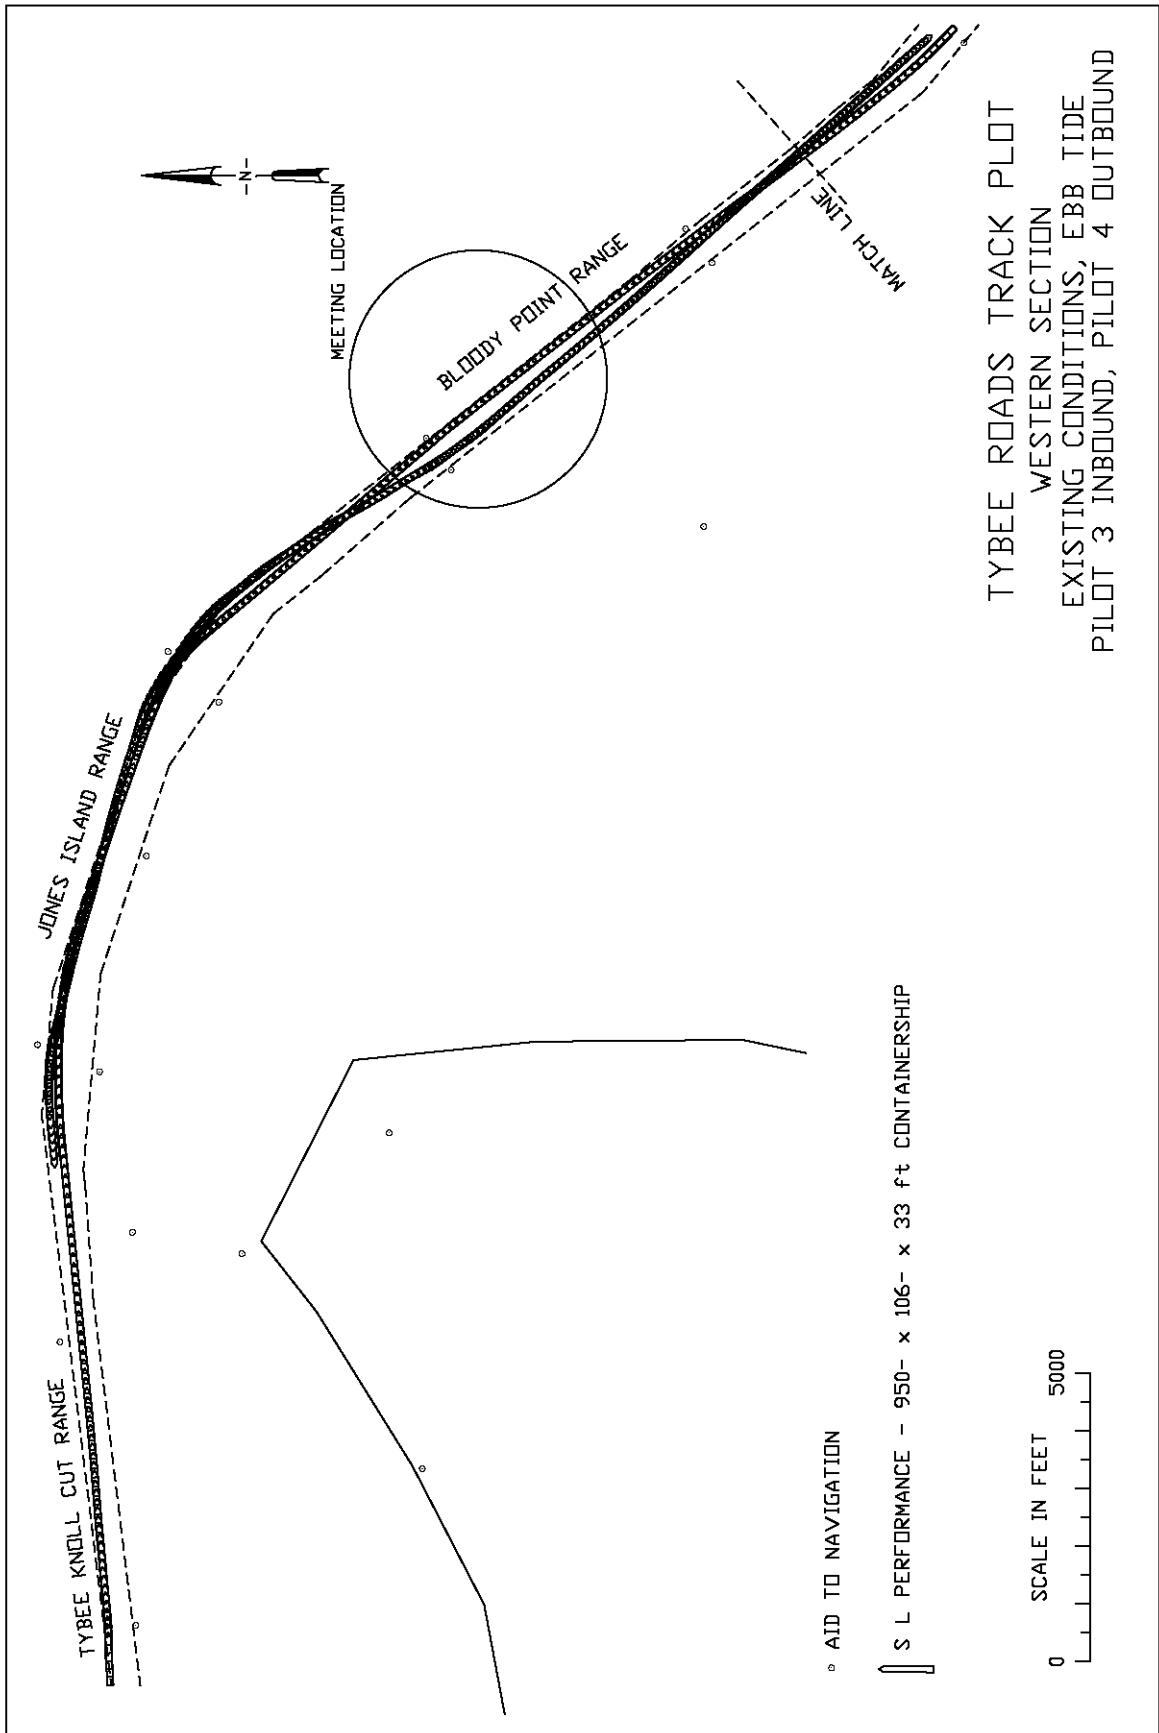 TYBEE KNOLL CUT RANGE
JONES ISLAND RANGE
BLOODY POINT RANGE
MEETING LOCATION
N
MATCH LINE
AID TO NAVIGATION
S L PERFORMANCE - 950- x 106- x 33 ft CONTAINERSHIP
SCALE IN FEET
0 5000
TYBEE ROADS TRACK PLOT
WESTERN SECTION
EXISTING CONDITIONS, EBB TIDE
PILOT 3 INBOUND, PILOT 4 OUTBOUND